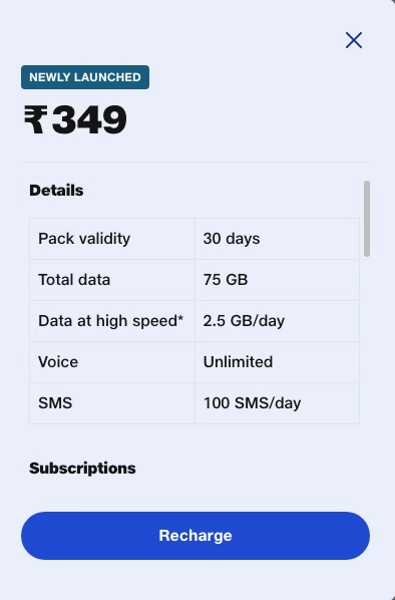 NEWLY LAUNCHED
₹349
Details
Pack validity 30 days
Total data 75 GB
Data at high speed* 2.5 GB/day
Voice Unlimited
SMS 100 SMS/day
Subscriptions
Recharge